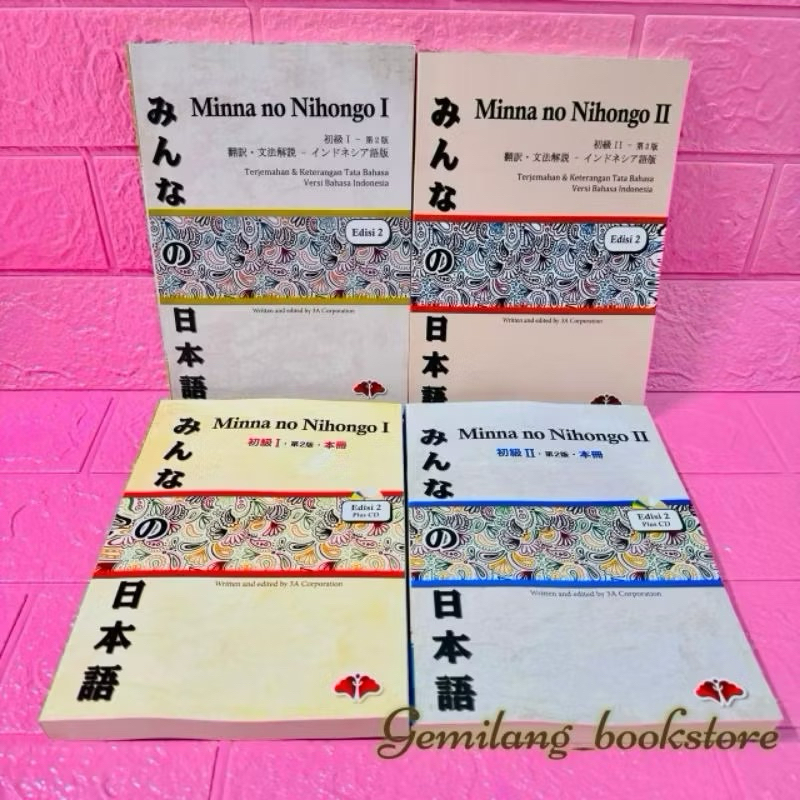 みんなの日本語
Minna no Nihongo I
初級 I - 第2版
翻訳・文法解説 - インドネシア語版
Terjemahan & Keterangan Tata Bahasa
Versi Bahasa Indonesia
Edisi 2
Written and edited by 3A Corporation
みんなの日本語
Minna no Nihongo II
初級 II - 第2版
翻訳・文法解説 - インドネシア語版
Terjemahan & Keterangan Tata Bahasa
Versi Bahasa Indonesia
Edisi 2
Written and edited by 3A Corporation
みんなの日本語
Minna no Nihongo I
初級 I・第2版・本冊
Edisi 2
Plus CD
Written and edited by 3A Corporation
みんなの日本語
Minna no Nihongo II
初級 II・第2版・本冊
Edisi 2
Plus CD
Written and edited by 3A Corporation
Gemilang_bookstore